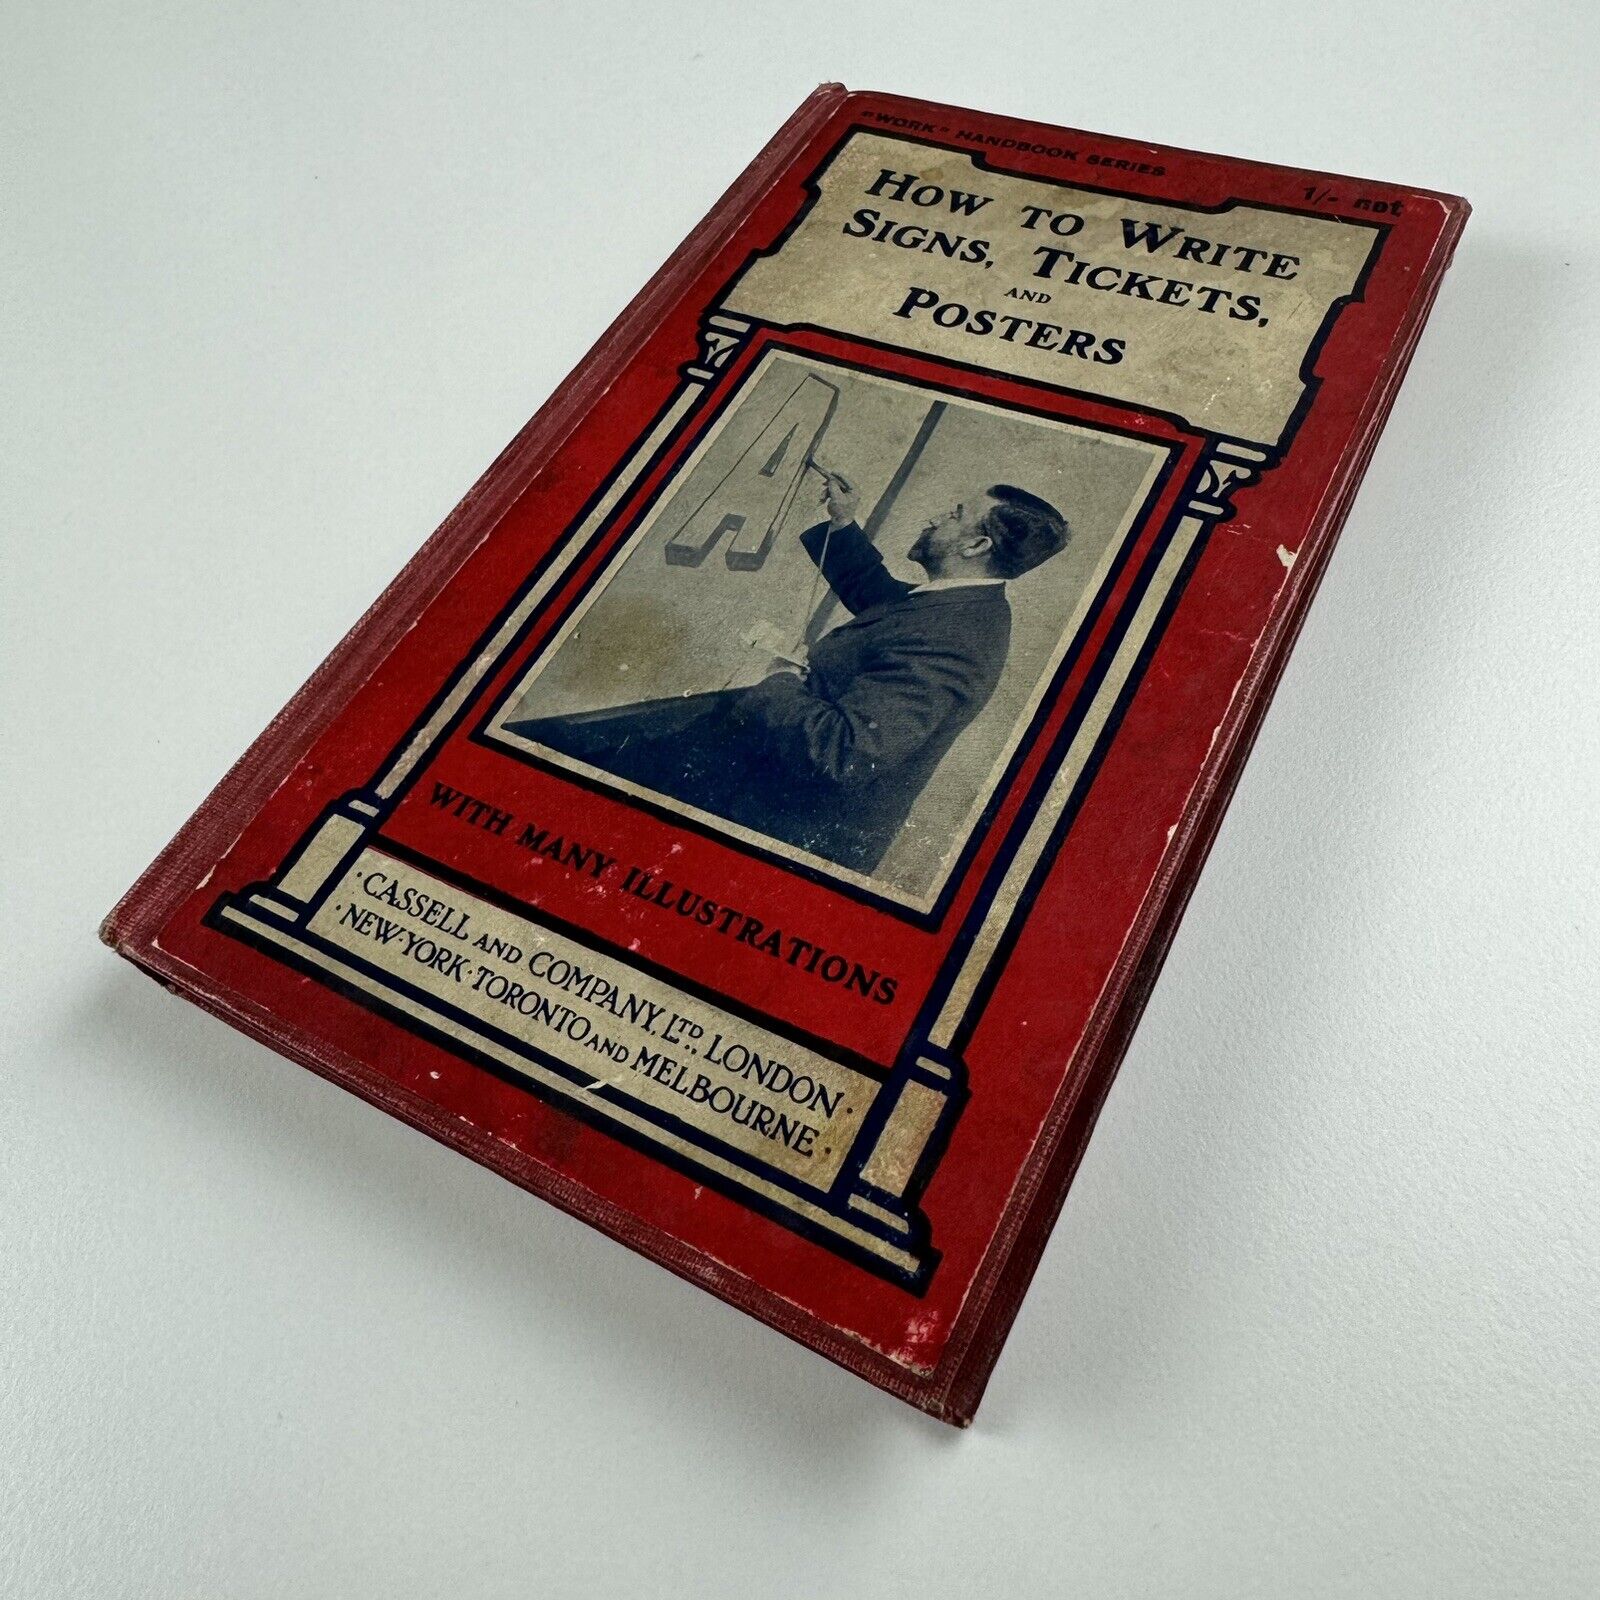 "WORK" HANDBOOK SERIES
1/- net
HOW TO WRITE
SIGNS, TICKETS,
AND
POSTERS
A
WITH MANY ILLUSTRATIONS
·CASSELL AND COMPANY, LTD., LONDON·
·NEW·YORK·TORONTO AND MELBOURNE·